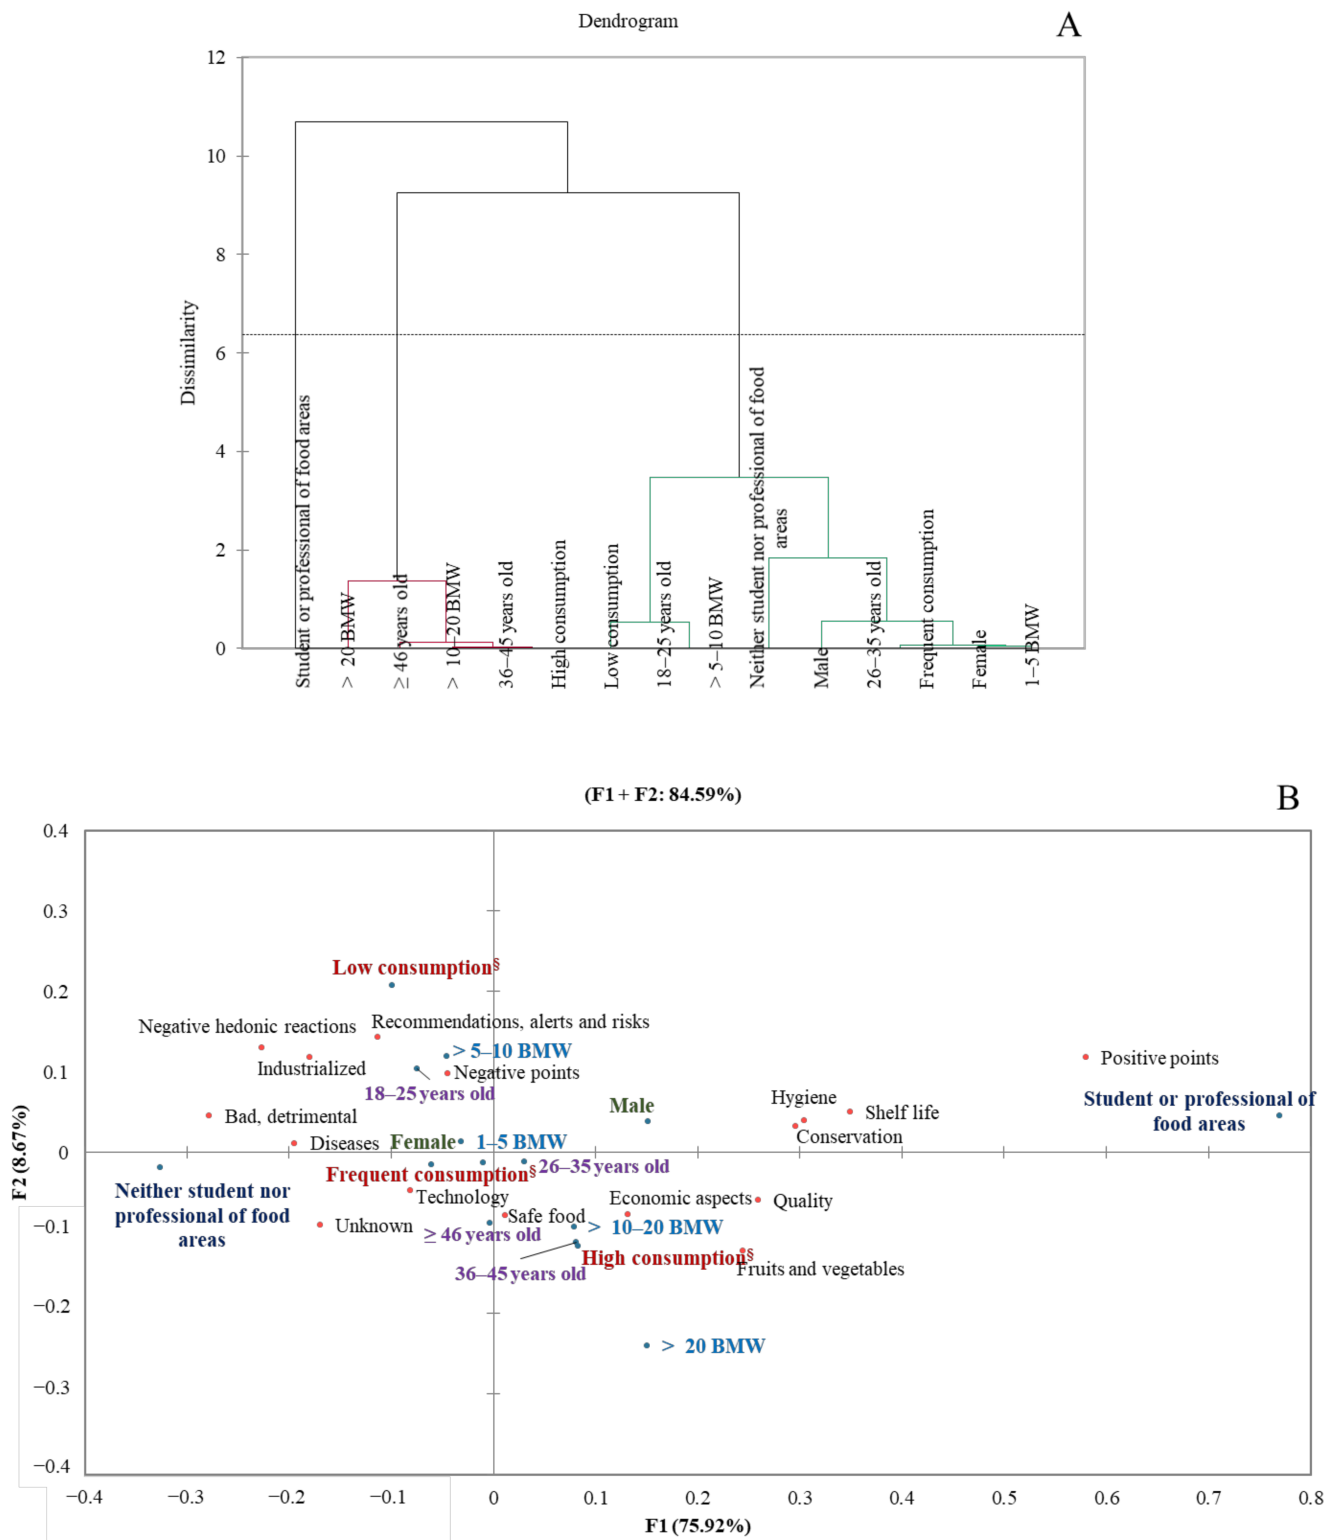 Dendrogram
A
12
10
8
6
4
2
0
Dissimilarity
Student or professional of food areas
> 20 BMW
≥ 46 years old
> 10–20 BMW
36–45 years old
High consumption
Low consumption
18–25 years old
> 5–10 BMW
Neither student nor professional of food
areas
Male
26–35 years old
Frequent consumption
Female
1–5 BMW
(F1 + F2: 84.59%)
B
0.4
0.3
0.2
0.1
0
−0.1
−0.2
−0.3
−0.4
F2 (8.67%)
Low consumption§
Negative hedonic reactions
Recommendations, alerts and risks
Industrialized
> 5–10 BMW
Negative points
18–25 years old
Positive points
Bad, detrimental
Male
Hygiene
Shelf life
Student or professional of
food areas
Conservation
Diseases
Female
1–5 BMW
Frequent consumption§
26–35 years old
Neither student nor
professional of food
areas
Technology
Economic aspects
Quality
Unknown
Safe food
≥ 46 years old
> 10–20 BMW
High consumption§
36–45 years old
Fruits and vegetables
> 20 BMW
−0.4
−0.3
−0.2
−0.1
0
0.1
0.2
0.3
0.4
0.5
0.6
0.7
0.8
F1 (75.92%)